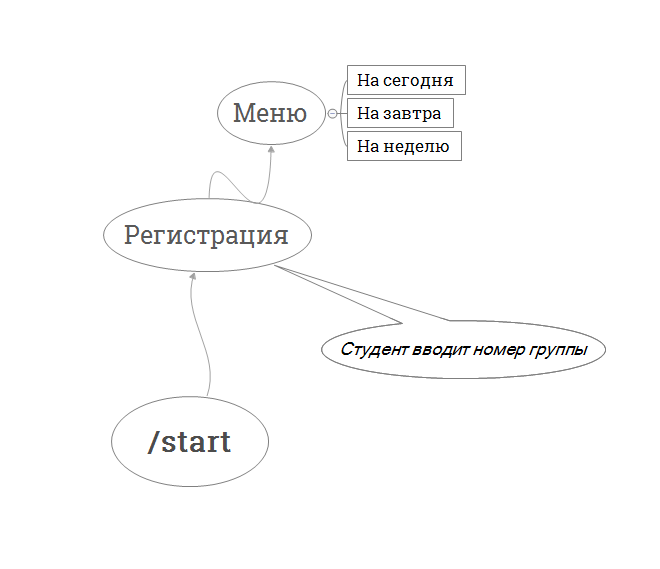 Меню
На сегодня
На завтра
На неделю
Регистрация
Студент вводит номер группы
/start